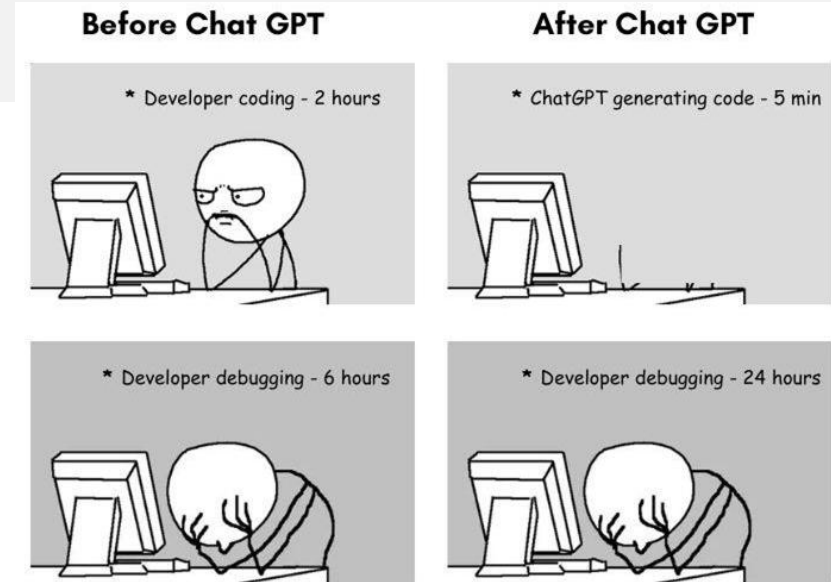 Before Chat GPT
After Chat GPT
* Developer coding - 2 hours
* ChatGPT generating code - 5 min
* Developer debugging - 6 hours
* Developer debugging - 24 hours